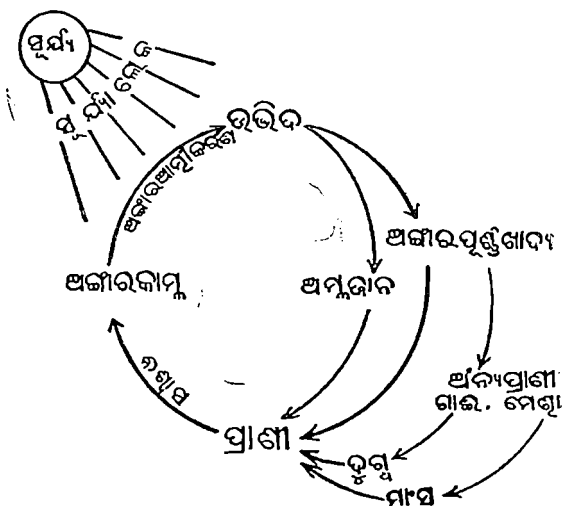 ସୂର୍ଯ୍ୟ
ସୂର୍ଯ୍ୟାଲୋକ
ଉଦ୍ଭିଦ
ଅଙ୍ଗାରଆତ୍ମୀକରଣ
ଅଙ୍ଗାରପୂର୍ଣ୍ଣଖାଦ୍ୟ
ଅଙ୍ଗାରକାମ୍ଳ
ଅମ୍ଳଜାନ
ନିଶ୍ୱାସ
ଅନ୍ୟପ୍ରାଣୀ
ଗାଈ. ମେଣ୍ଢା
ପ୍ରାଣୀ
ଦୁଗ୍ଧ
ମାଂସ